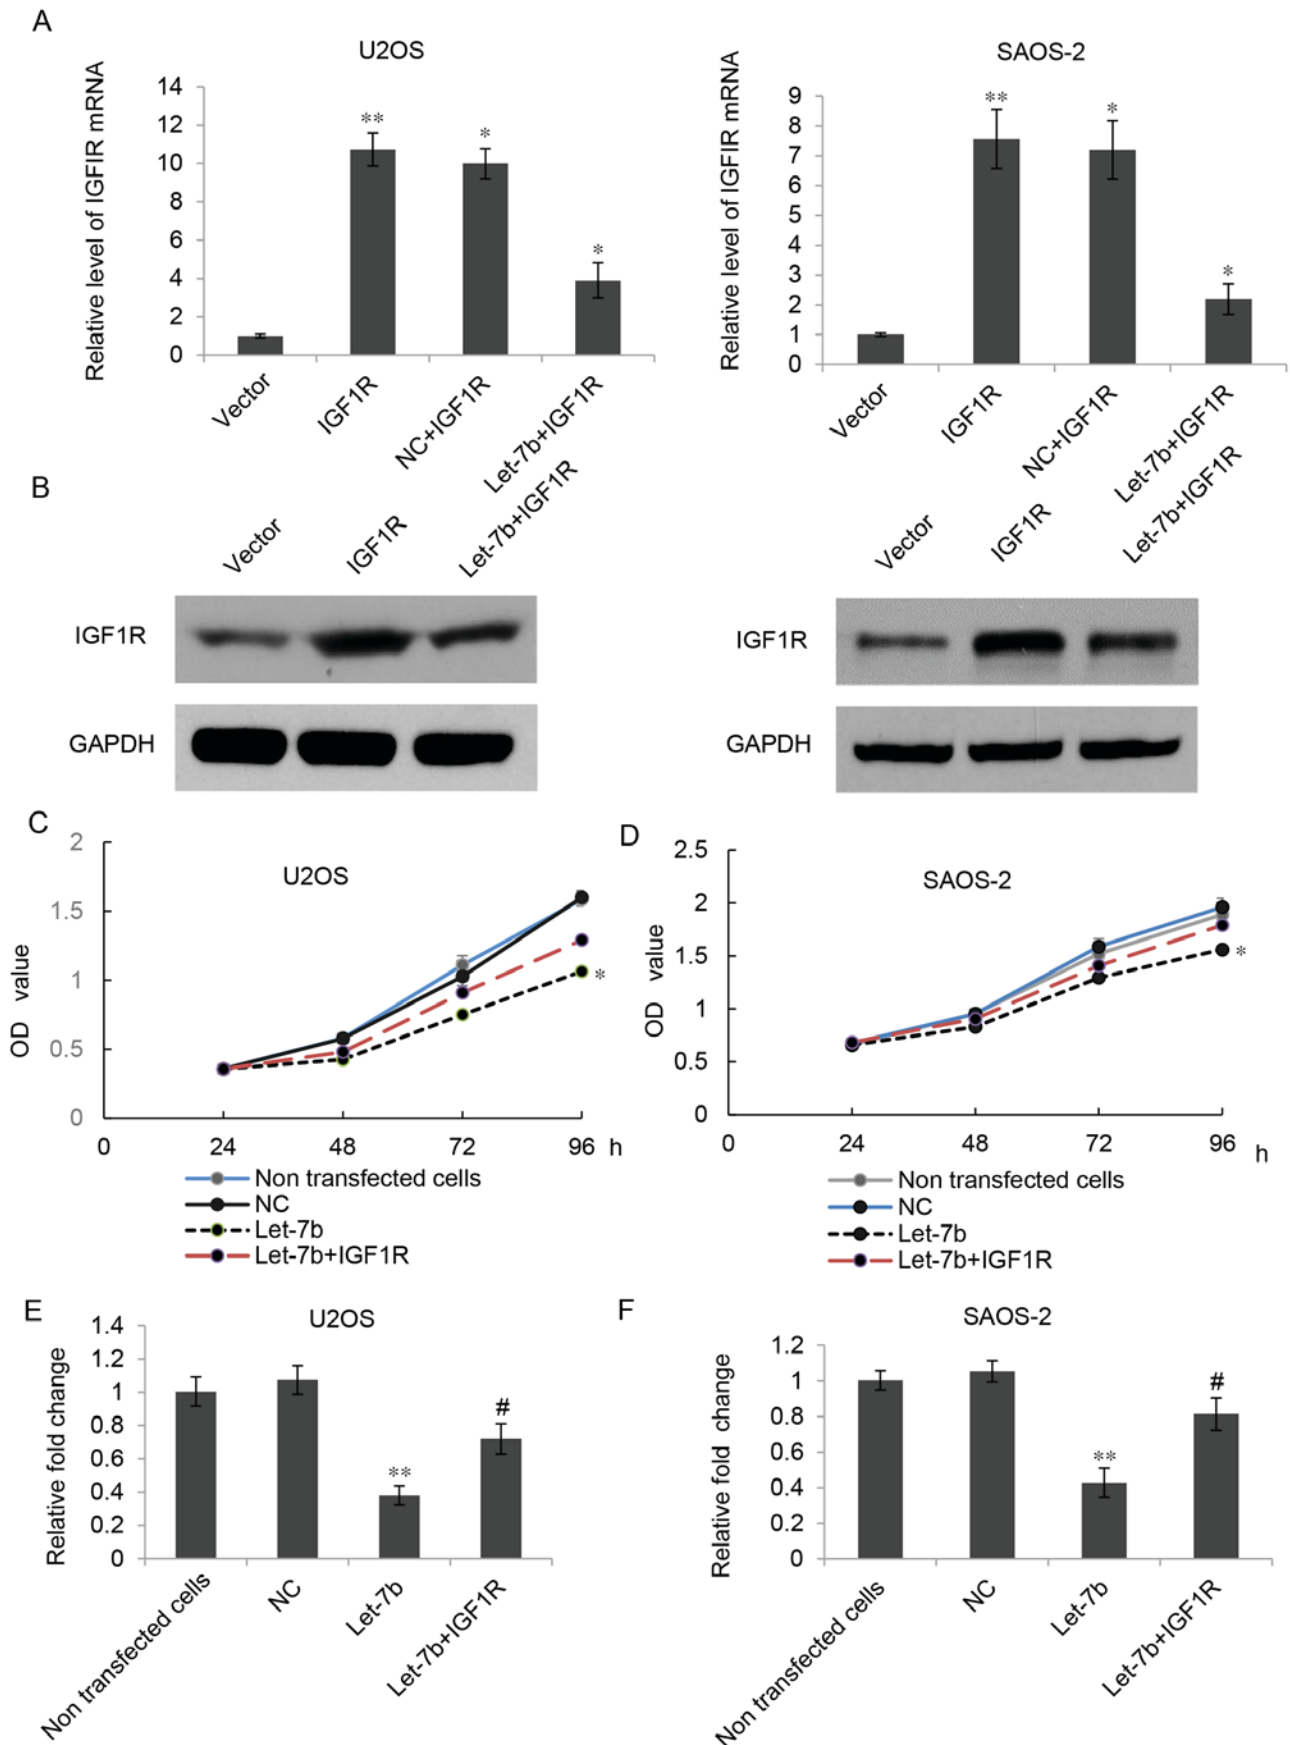 A
U2OS
Relative level of IGFIR mRNA
14
12
10
8
6
4
2
0
**
*
*
Vector
IGF1R
NC+IGF1R
Let-7b+IGF1R
SAOS-2
Relative level of IGFIR mRNA
9
8
7
6
5
4
3
2
1
0
**
*
*
Vector
IGF1R
NC+IGF1R
Let-7b+IGF1R
B
Vector
IGF1R
Let-7b+IGF1R
IGF1R
GAPDH
Vector
IGF1R
Let-7b+IGF1R
IGF1R
GAPDH
C
U2OS
OD value
2
1.5
1
0.5
0
*
0 24 48 72 96 h
Non transfected cells
NC
Let-7b
Let-7b+IGF1R
D
SAOS-2
OD value
2.5
2
1.5
1
0.5
0
*
0 24 48 72 96 h
Non transfected cells
NC
Let-7b
Let-7b+IGF1R
E
U2OS
Relative fold change
1.4
1.2
1
0.8
0.6
0.4
0.2
0
**
#
Non transfected cells
NC
Let-7b
Let-7b+IGF1R
F
SAOS-2
Relative fold change
1.2
1
0.8
0.6
0.4
0.2
0
**
#
Non transfected cells
NC
Let-7b
Let-7b+IGF1R